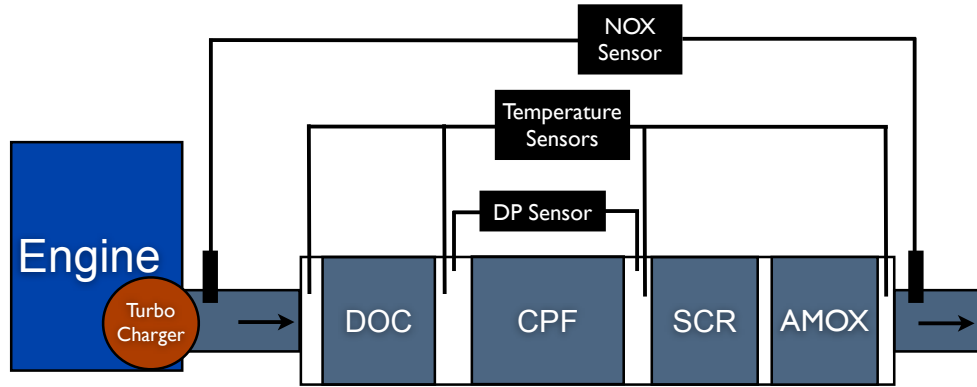 NOX
Sensor
Temperature
Sensors
DP Sensor
Engine
Turbo
Charger
DOC
CPF
SCR
AMOX